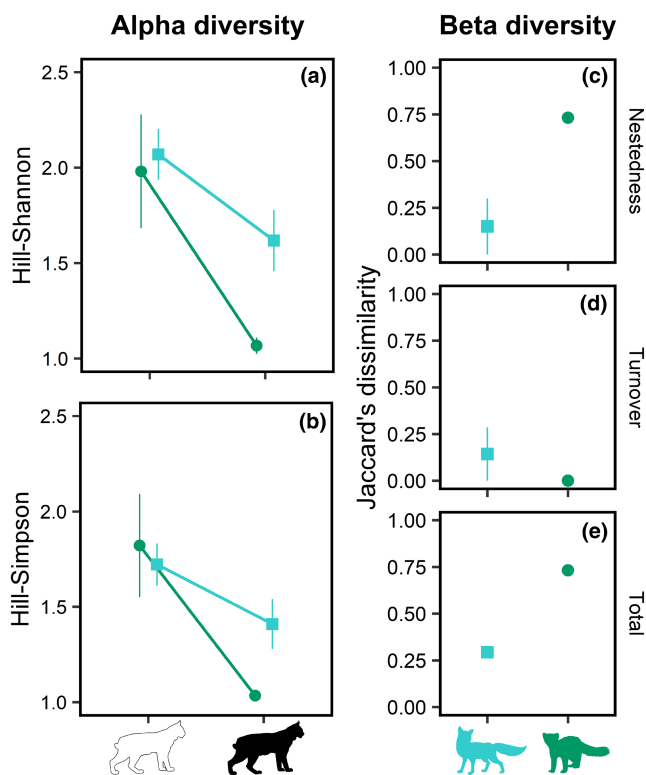 Alpha diversity
Beta diversity
(a)
2.5
2.0
1.5
1.0
Hill-Shannon
(b)
2.5
2.0
1.5
1.0
Hill-Simpson
Jaccard's dissimilarity
(c)
1.00
0.75
0.50
0.25
0.00
Nestedness
(d)
1.00
0.75
0.50
0.25
0.00
Turnover
(e)
1.00
0.75
0.50
0.25
0.00
Total